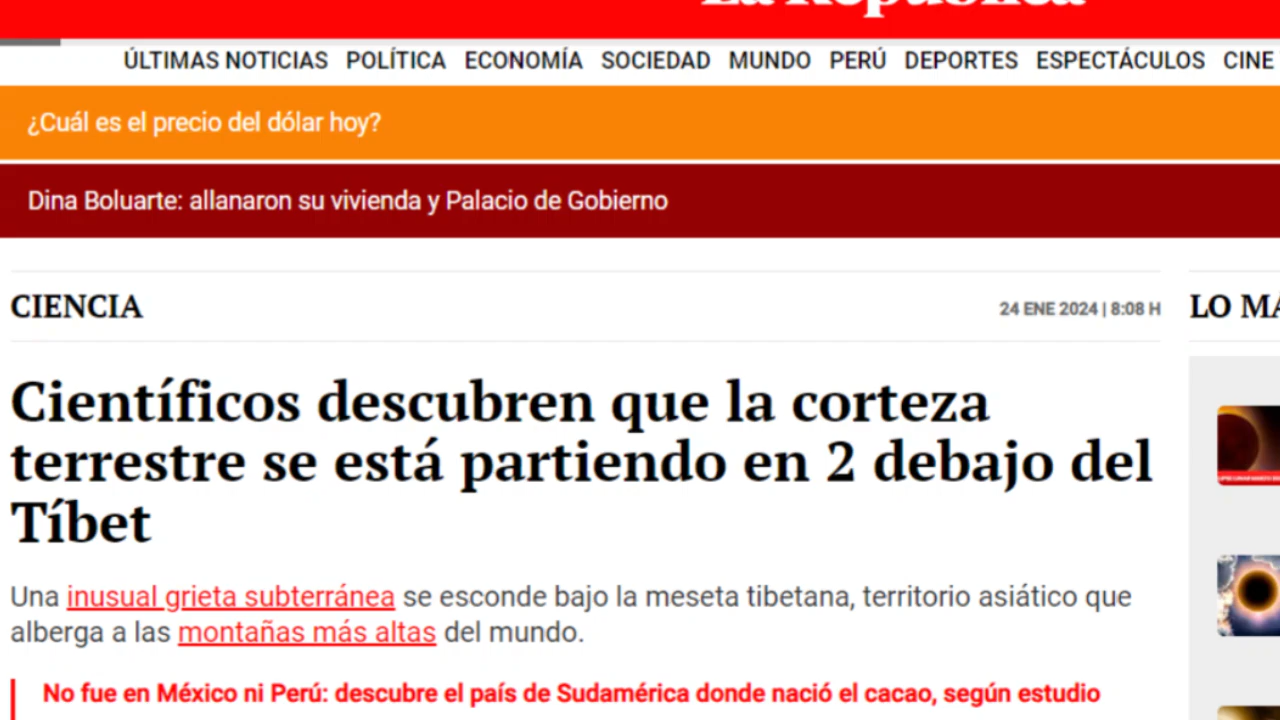 La República
ÚLTIMAS NOTICIAS POLÍTICA ECONOMÍA SOCIEDAD MUNDO PERÚ DEPORTES ESPECTÁCULOS CINE
¿Cuál es el precio del dólar hoy?
Dina Boluarte: allanaron su vivienda y Palacio de Gobierno
CIENCIA
24 ENE 2024 | 8:08 H
LO MÁ
Científicos descubren que la corteza
terrestre se está partiendo en 2 debajo del
Tíbet
Una inusual grieta subterránea se esconde bajo la meseta tibetana, territorio asiático que
alberga a las montañas más altas del mundo.
No fue en México ni Perú: descubre el país de Sudamérica donde nació el cacao, según estudio